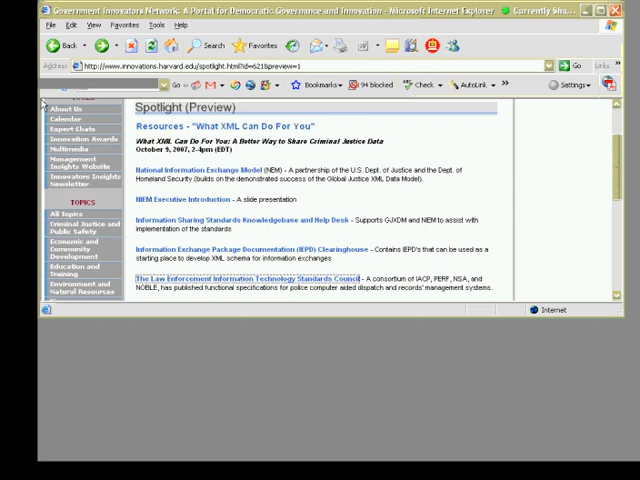 Government Innovators Network: A Portal for Democratic Governance and Innovation - Microsoft Internet Explorer
Currently Sha...
File Edit View Favorites Tools Help
Back Search Favorites
Address http://www.innovations.harvard.edu/spotlight.html?id=621&preview=1 Go Links »
Go Bookmarks 94 blocked Check AutoLink » Settings
About Us
Calendar
Expert Chats
Innovation Awards
Multimedia
Management
Insights Website
Innovators Insights
Newsletter
TOPICS
All Topics
Criminal Justice and
Public Safety
Economic and
Community
Development
Education and
Training
Environment and
Natural Resources
Spotlight (Preview)
Resources - "What XML Can Do For You"
What XML Can Do For You: A Better Way to Share Criminal Justice Data
October 9, 2007, 2-4pm (EDT)
National Information Exchange Model (NIEM) - A partnership of the U.S. Dept. of Justice and the Dept. of
Homeland Security (builds on the demonstrated success of the Global Justice XML Data Model).
NIEM Executive Introduction - A slide presentation
Information Sharing Standards Knowledgebase and Help Desk - Supports GJXDM and NIEM to assist with
implementation of the standards
Information Exchange Package Documentation (IEPD) Clearinghouse - Contains IEPD's that can be used as a
starting place to develop XML schema for information exchanges
The Law Enforcement Information Technology Standards Council - A consortium of IACP, PERF, NSA, and
NOBLE, has published functional specifications for police computer aided dispatch and records' management systems.
Internet